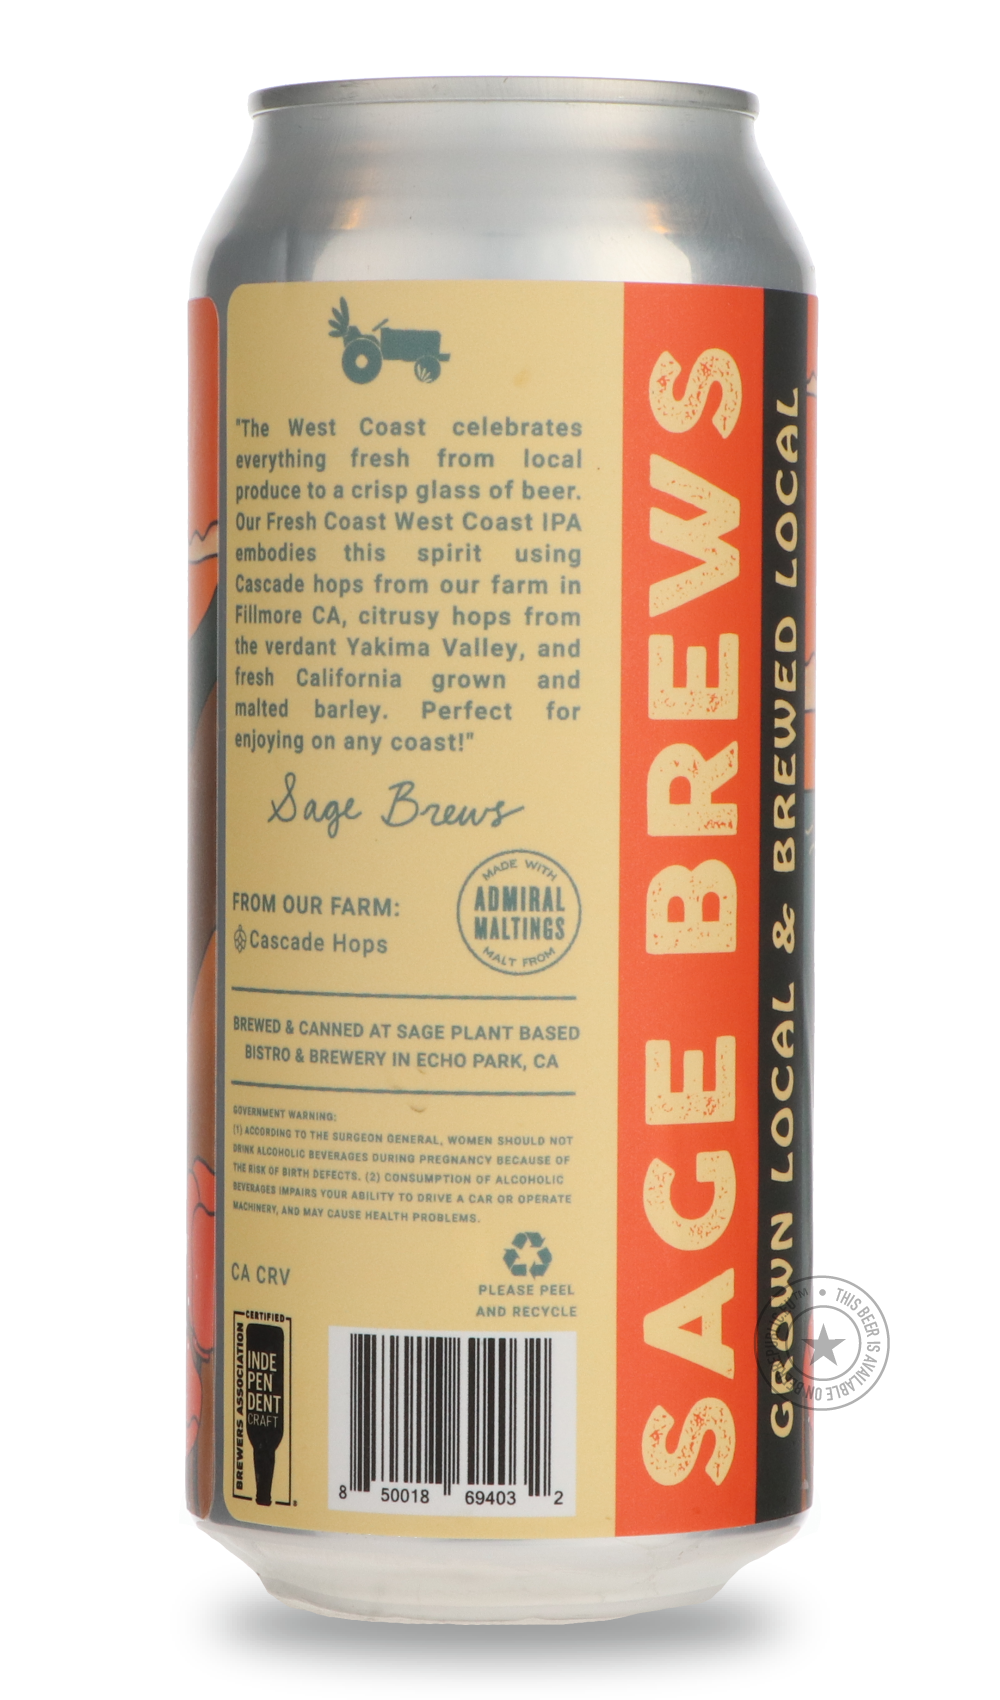 "The West Coast celebrates
everything fresh from local
produce to a crisp glass of beer.
Our Fresh Coast West Coast IPA
embodies this spirit using
Cascade hops from our farm in
Fillmore CA, citrusy hops from
the verdant Yakima Valley, and
fresh California grown and
malted barley. Perfect for
enjoying on any coast!"
Sage Brews
FROM OUR FARM:
Cascade Hops
MADE WITH
ADMIRAL
MALTINGS
MALT FROM
BREWED & CANNED AT SAGE PLANT BASED
BISTRO & BREWERY IN ECHO PARK, CA
GOVERNMENT WARNING:
(1) ACCORDING TO THE SURGEON GENERAL, WOMEN SHOULD NOT
DRINK ALCOHOLIC BEVERAGES DURING PREGNANCY BECAUSE OF
THE RISK OF BIRTH DEFECTS. (2) CONSUMPTION OF ALCOHOLIC
BEVERAGES IMPAIRS YOUR ABILITY TO DRIVE A CAR OR OPERATE
MACHINERY, AND MAY CAUSE HEALTH PROBLEMS.
CA CRV
PLEASE PEEL
AND RECYCLE
CERTIFIED
BREWERS ASSOCIATION
INDE
PEN
DENT
CRAFT
8 50018 69403 2
SAGE BREWS
GROWN LOCAL & BREWED LOCAL
THIS BEER IS AVAILABLE ON